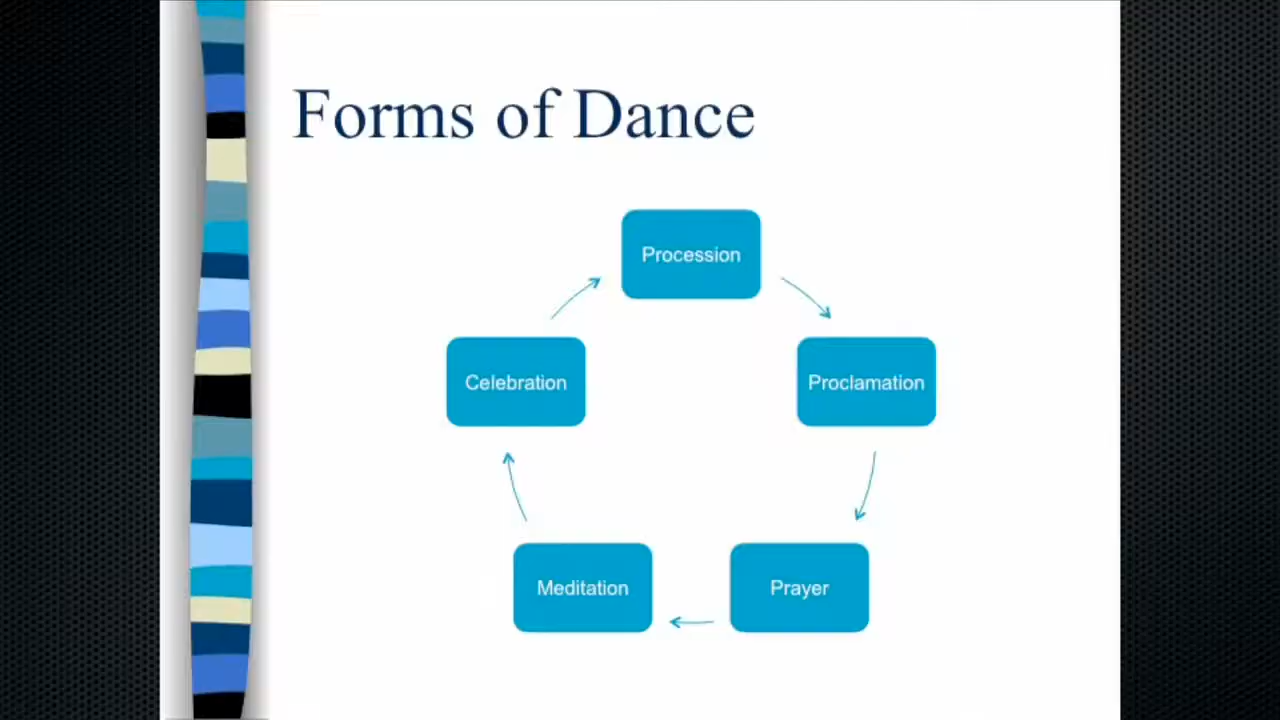 Forms of Dance
Procession
Celebration
Proclamation
Meditation
Prayer